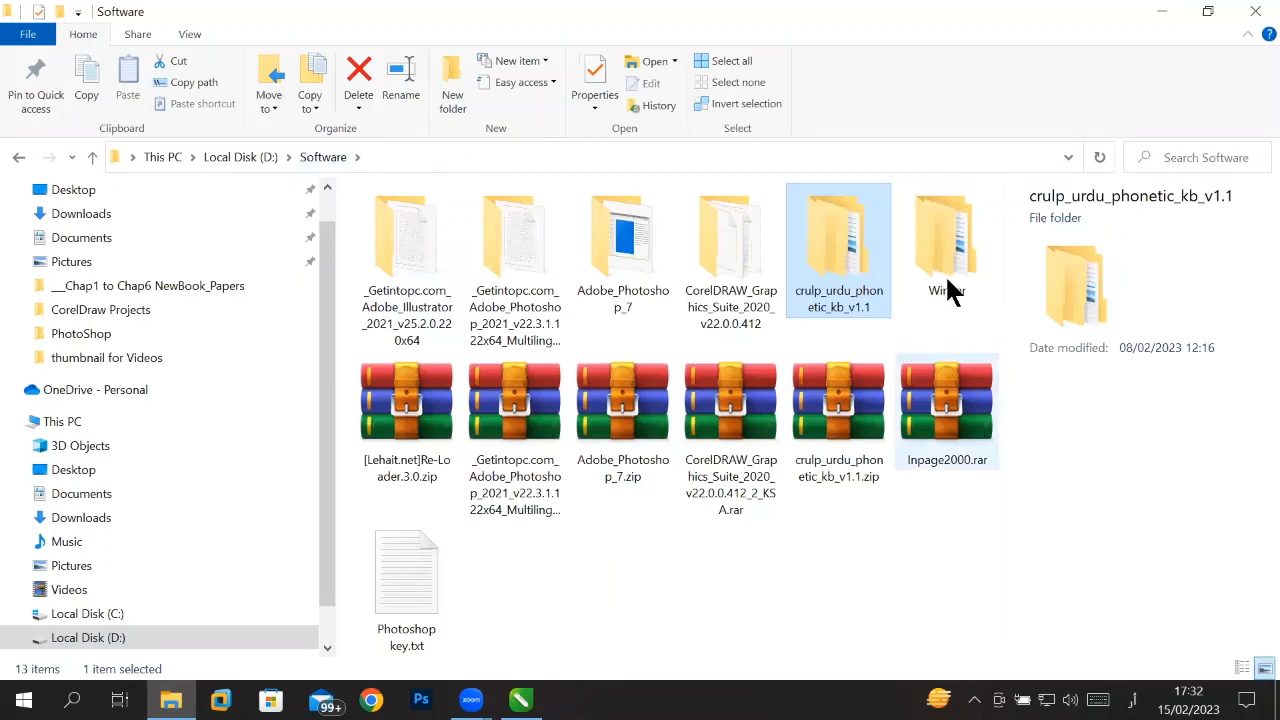 Software
File
Home
Share
View
Pin to Quick access
Copy
Paste
Cut
Copy path
Paste shortcut
Clipboard
Move to
Copy to
Delete
Rename
Organize
New folder
New item
Easy access
New
Properties
Open
Edit
History
Open
Select all
Select none
Invert selection
Select
This PC
Local Disk (D:)
Software
Search Software
Desktop
Downloads
Documents
Pictures
___Chap1 to Chap6 NewBook_Papers
CorelDraw Projects
PhotoShop
thumbnail for Videos
OneDrive - Personal
This PC
3D Objects
Desktop
Documents
Downloads
Music
Pictures
Videos
Local Disk (C:)
Local Disk (D:)
_Getintopc.com_
Adobe_Illustrator
_2021_v25.2.0.22
0x64
_Getintopc.com_
Adobe_Photosho
p_2021_v22.3.1.1
22x64_Multiling...
Adobe_Photosho
p_7
CorelDRAW_Grap
hics_Suite_2020_
v22.0.0.412
crulp_urdu_phon
etic_kb_v1.1
[Lehait.net]Re-Lo
ader.3.0.zip
_Getintopc.com_
Adobe_Photosho
p_2021_v22.3.1.1
22x64_Multiling...
Adobe_Photosho
p_7.zip
CorelDRAW_Grap
hics_Suite_2020_
v22.0.0.412_2_KS
A.rar
crulp_urdu_phon
etic_kb_v1.1.zip
Inpage2000.rar
Photoshop
key.txt
crulp_urdu_phonetic_kb_v1.1
File folder
Date modified: 08/02/2023 12:16
13 items
1 item selected
99+
Ps
zoom
17:32
15/02/2023